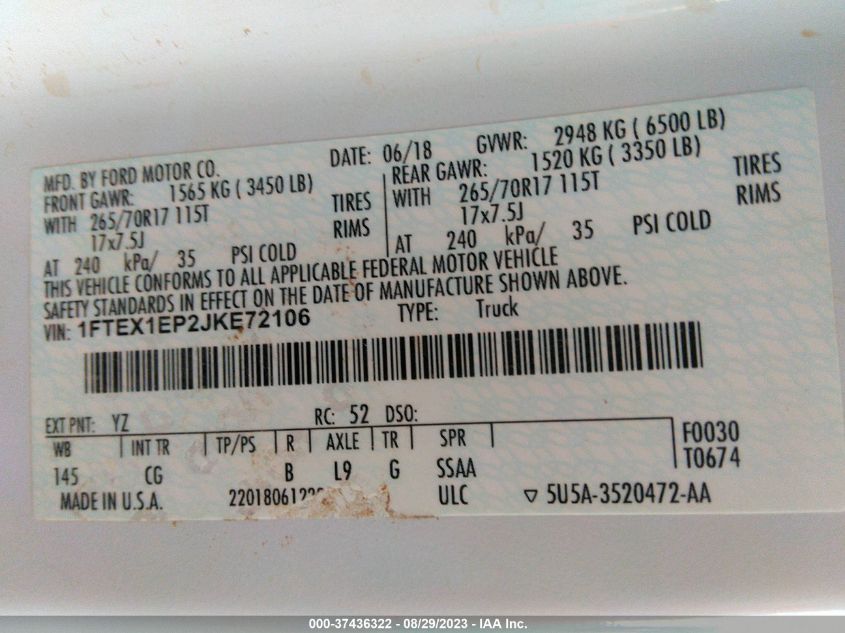 MFD. BY FORD MOTOR CO.
DATE: 06/18 GVWR: 2948 KG ( 6500 LB)
FRONT GAWR: 1565 KG ( 3450 LB)
REAR GAWR: 1520 KG ( 3350 LB)
WITH 265/70R17 115T TIRES
WITH 265/70R17 115T TIRES
17x7.5J RIMS
17x7.5J RIMS
AT 240 kPa/ 35 PSI COLD
AT 240 kPa/ 35 PSI COLD
THIS VEHICLE CONFORMS TO ALL APPLICABLE FEDERAL MOTOR VEHICLE
SAFETY STANDARDS IN EFFECT ON THE DATE OF MANUFACTURE SHOWN ABOVE.
VIN: 1FTEX1EP2JKE72106 TYPE: Truck
EXT PNT: YZ RC: 52 DSO:
WB INT TR TP/PS R AXLE TR SPR F0030
145 CG B L9 G SSAA T0674
MADE IN U.S.A. ULC ▽ 5U5A-3520472-AA
000-37436322 - 08/29/2023 - IAA Inc.